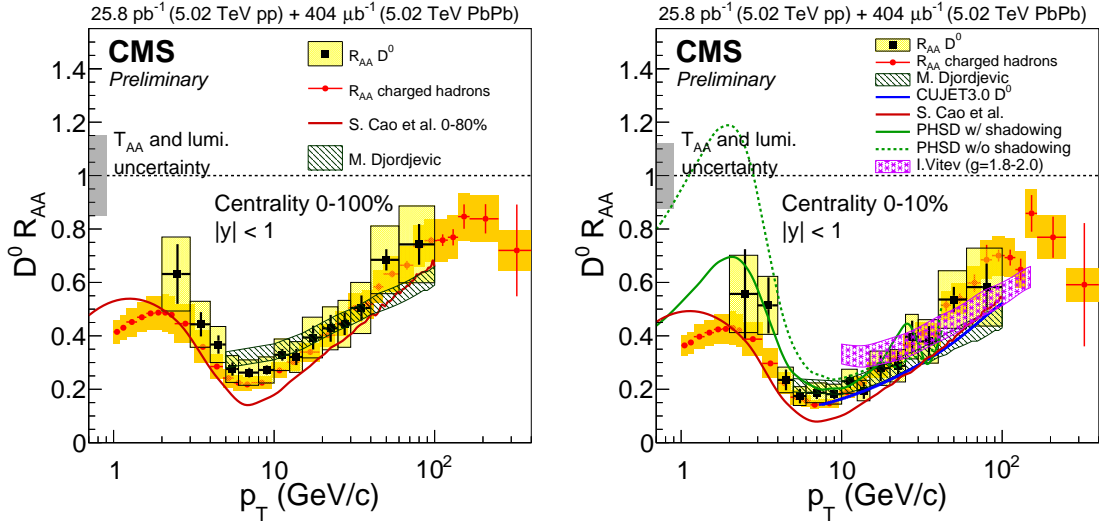 25.8 pb⁻¹ (5.02 TeV pp) + 404 μb⁻¹ (5.02 TeV PbPb)
CMS
Preliminary
R_AA D⁰
R_AA charged hadrons
S. Cao et al. 0-80%
M. Djordjevic
T_AA and lumi.
uncertainty
Centrality 0-100%
|y| < 1
D⁰ R_AA
1.4
1.2
1
0.8
0.6
0.4
0.2
0
1
10
10²
p_T (GeV/c)
25.8 pb⁻¹ (5.02 TeV pp) + 404 μb⁻¹ (5.02 TeV PbPb)
CMS
Preliminary
R_AA D⁰
R_AA charged hadrons
M. Djordjevic
CUJET3.0 D⁰
S. Cao et al.
PHSD w/ shadowing
PHSD w/o shadowing
I.Vitev (g=1.8-2.0)
T_AA and lumi.
uncertainty
Centrality 0-10%
|y| < 1
D⁰ R_AA
1.4
1.2
1
0.8
0.6
0.4
0.2
0
1
10
10²
p_T (GeV/c)